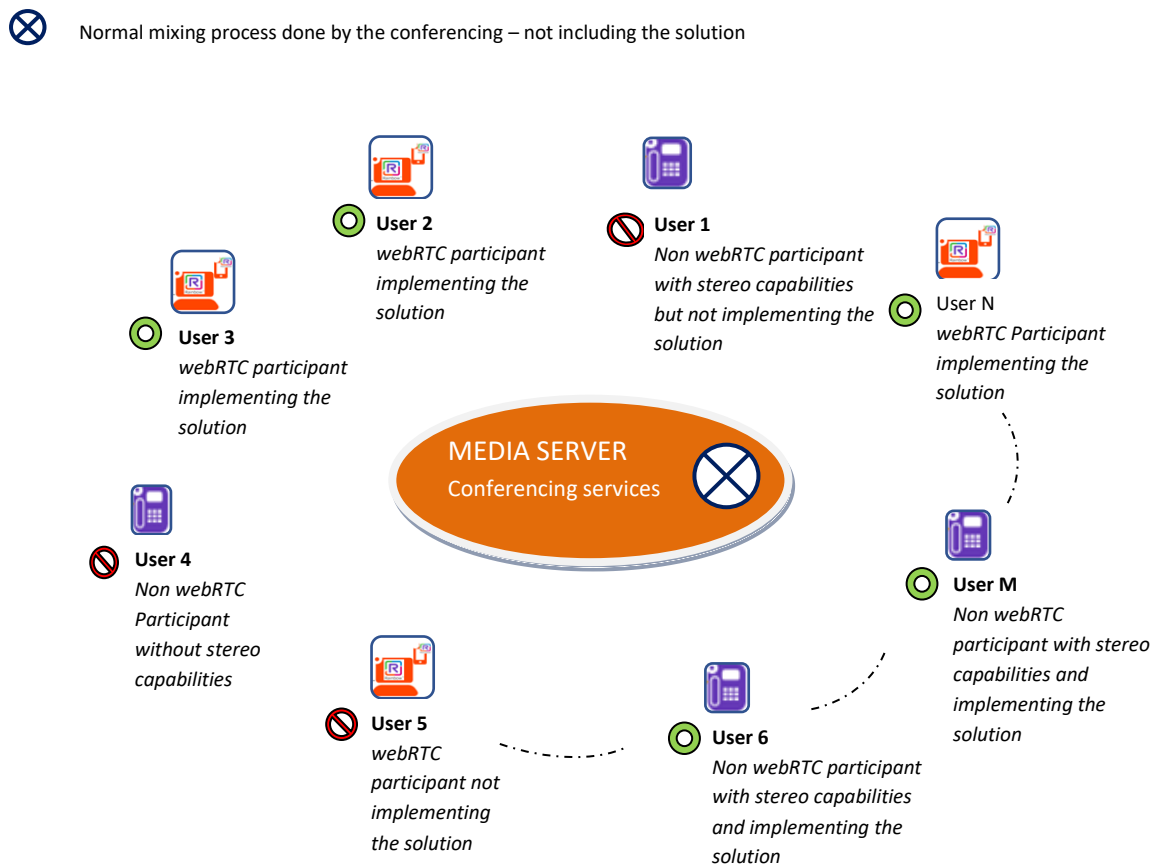 Normal mixing process done by the conferencing – not including the solution
User 2
webRTC participant
implementing the
solution
User 1
Non webRTC participant
with stereo capabilities
but not implementing the
solution
User N
webRTC Participant
implementing the
solution
User 3
webRTC participant
implementing the
solution
MEDIA SERVER
Conferencing services
User 4
Non webRTC
Participant
without stereo
capabilities
User M
Non webRTC
participant with stereo
capabilities and
implementing the
solution
User 5
webRTC
participant not
implementing
the solution
User 6
Non webRTC participant
with stereo capabilities
and implementing the
solution